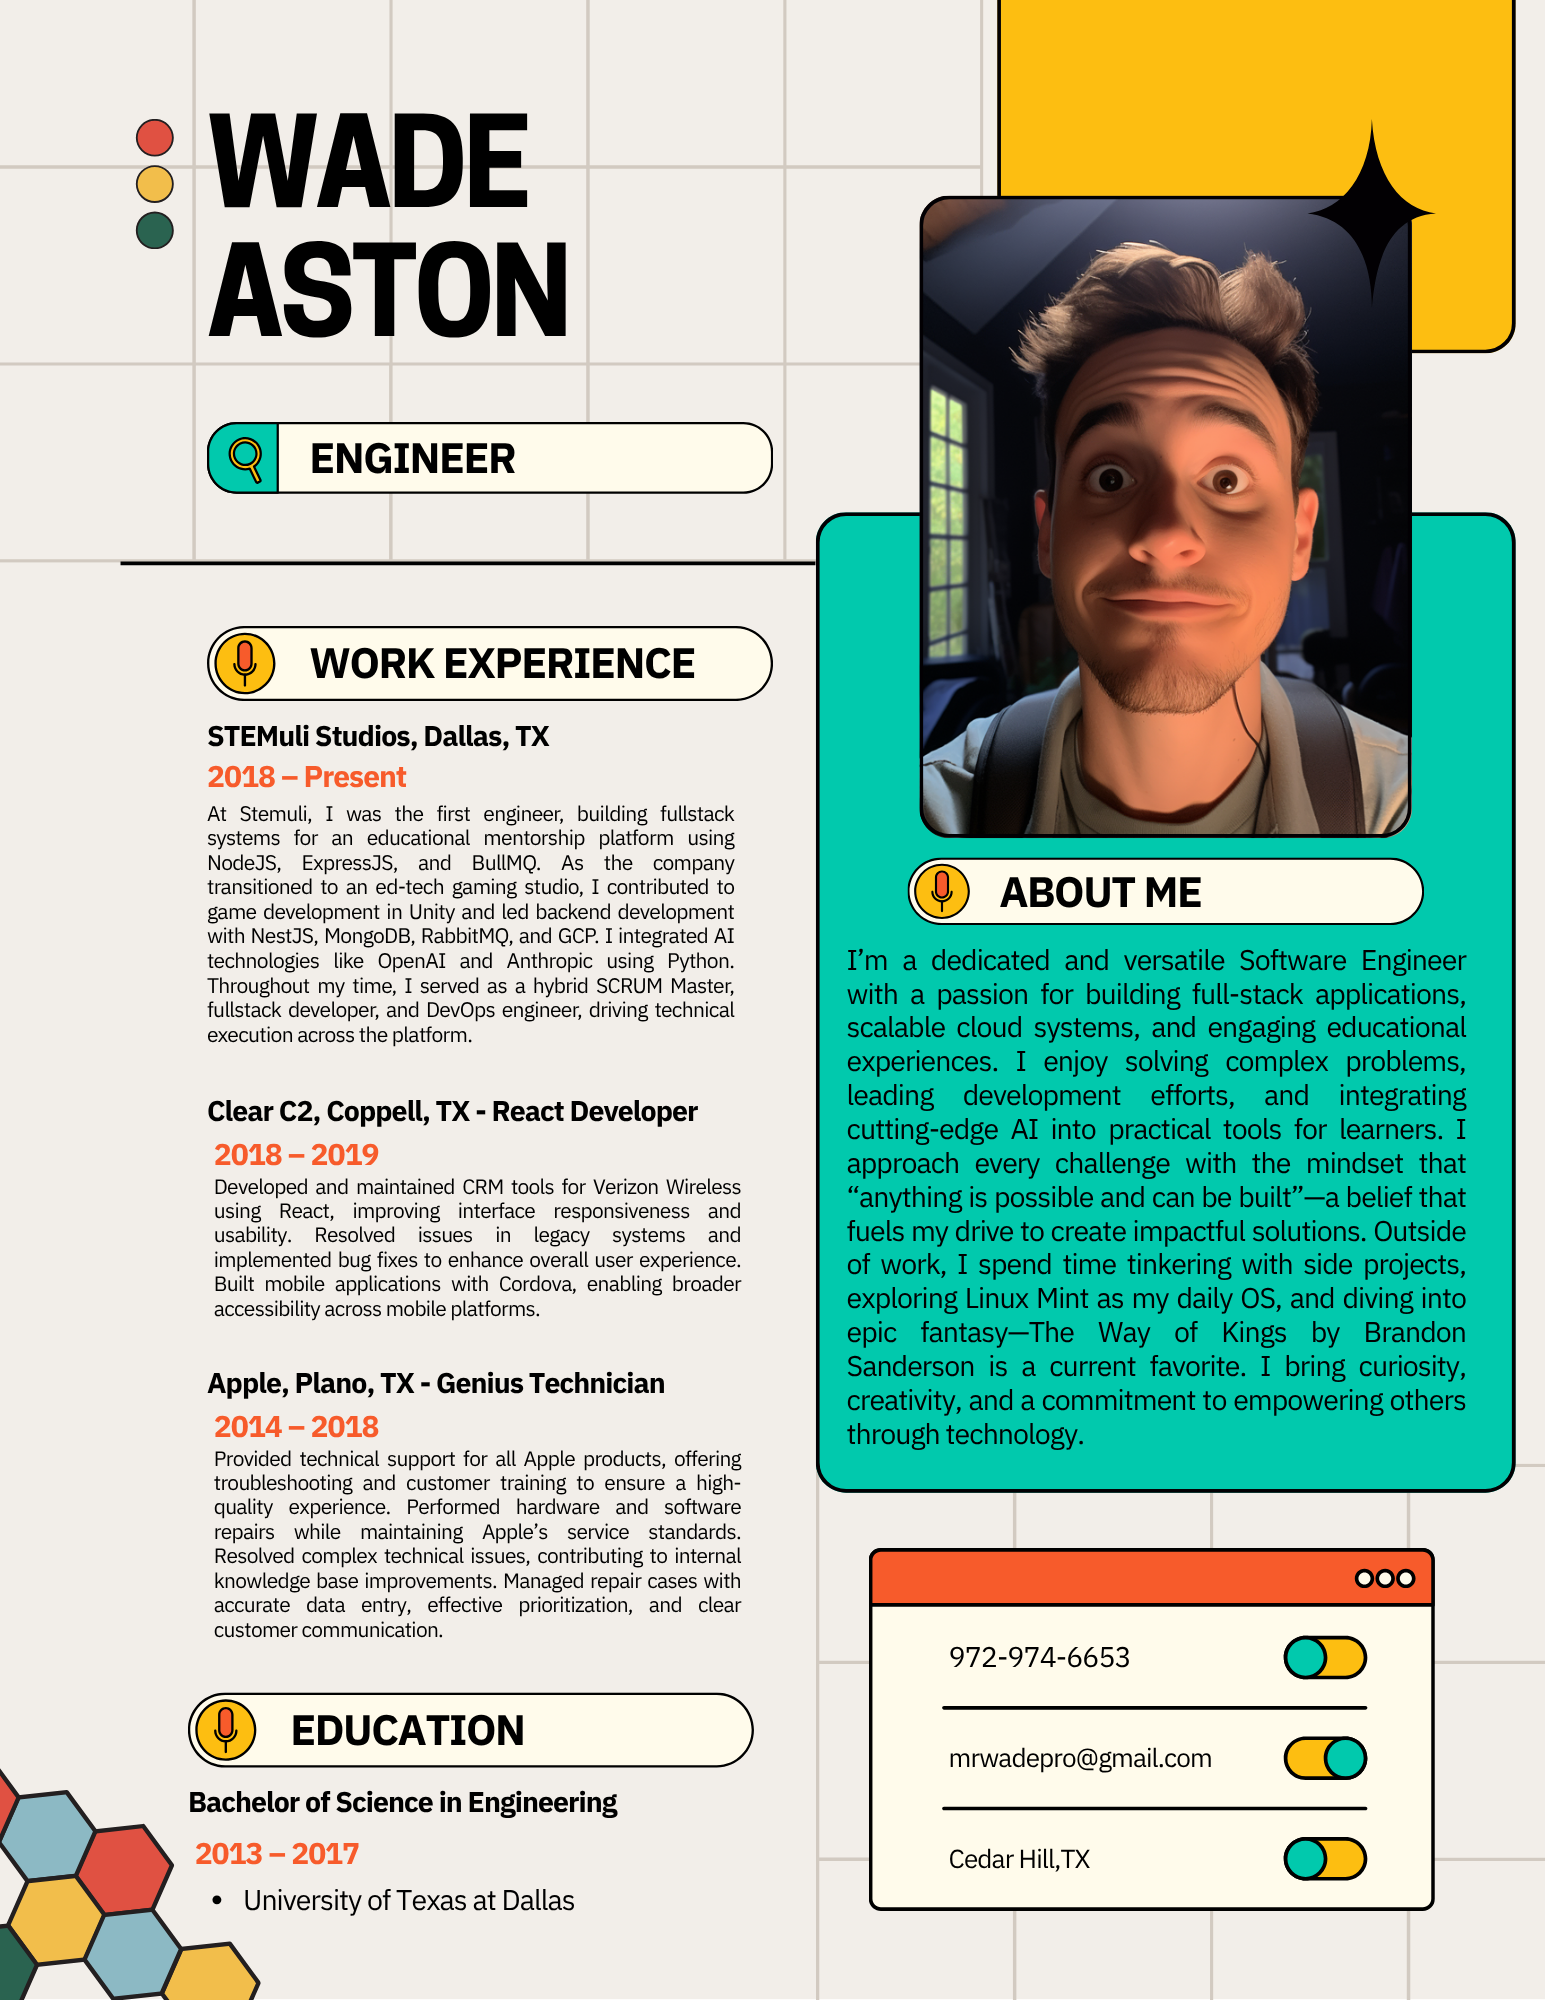 WADE
ASTON
ENGINEER
WORK EXPERIENCE
STEMuli Studios, Dallas, TX
2018 – Present
At Stemuli, I was the first engineer, building fullstack
systems for an educational mentorship platform using
NodeJS, ExpressJS, and BullMQ. As the company
transitioned to an ed-tech gaming studio, I contributed to
game development in Unity and led backend development
with NestJS, MongoDB, RabbitMQ, and GCP. I integrated AI
technologies like OpenAI and Anthropic using Python.
Throughout my time, I served as a hybrid SCRUM Master,
fullstack developer, and DevOps engineer, driving technical
execution across the platform.
Clear C2, Coppell, TX - React Developer
2018 – 2019
Developed and maintained CRM tools for Verizon Wireless
using React, improving interface responsiveness and
usability. Resolved issues in legacy systems and
implemented bug fixes to enhance overall user experience.
Built mobile applications with Cordova, enabling broader
accessibility across mobile platforms.
Apple, Plano, TX - Genius Technician
2014 – 2018
Provided technical support for all Apple products, offering
troubleshooting and customer training to ensure a high-
quality experience. Performed hardware and software
repairs while maintaining Apple’s service standards.
Resolved complex technical issues, contributing to internal
knowledge base improvements. Managed repair cases with
accurate data entry, effective prioritization, and clear
customer communication.
EDUCATION
Bachelor of Science in Engineering
2013 – 2017
• University of Texas at Dallas
ABOUT ME
I’m a dedicated and versatile Software Engineer
with a passion for building full-stack applications,
scalable cloud systems, and engaging educational
experiences. I enjoy solving complex problems,
leading development efforts, and integrating
cutting-edge AI into practical tools for learners. I
approach every challenge with the mindset that
“anything is possible and can be built”—a belief that
fuels my drive to create impactful solutions. Outside
of work, I spend time tinkering with side projects,
exploring Linux Mint as my daily OS, and diving into
epic fantasy—The Way of Kings by Brandon
Sanderson is a current favorite. I bring curiosity,
creativity, and a commitment to empowering others
through technology.
972-974-6653
mrwadepro@gmail.com
Cedar Hill,TX